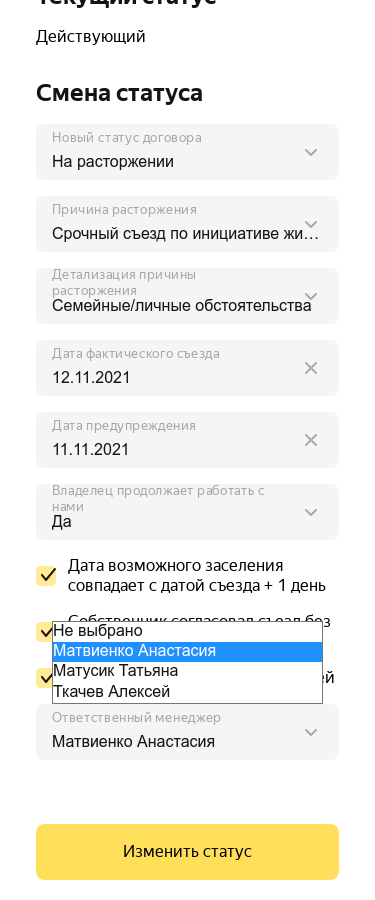 Текущий статус
Действующий
Смена статуса
Новый статус договора
На расторжении
Причина расторжения
Срочный съезд по инициативе жи...
Детализация причины
расторжения
Семейные/личные обстоятельства
Дата фактического съезда
12.11.2021
Дата предупреждения
11.11.2021
Владелец продолжает работать с
нами
Да
Дата возможного заселения
совпадает с датой съезда + 1 день
Собственник согласовал съезд без
Не выбрано
Матвиенко Анастасия
Матусик Татьяна
Ткачев Алексей
Ответственный менеджер
Матвиенко Анастасия
Изменить статус